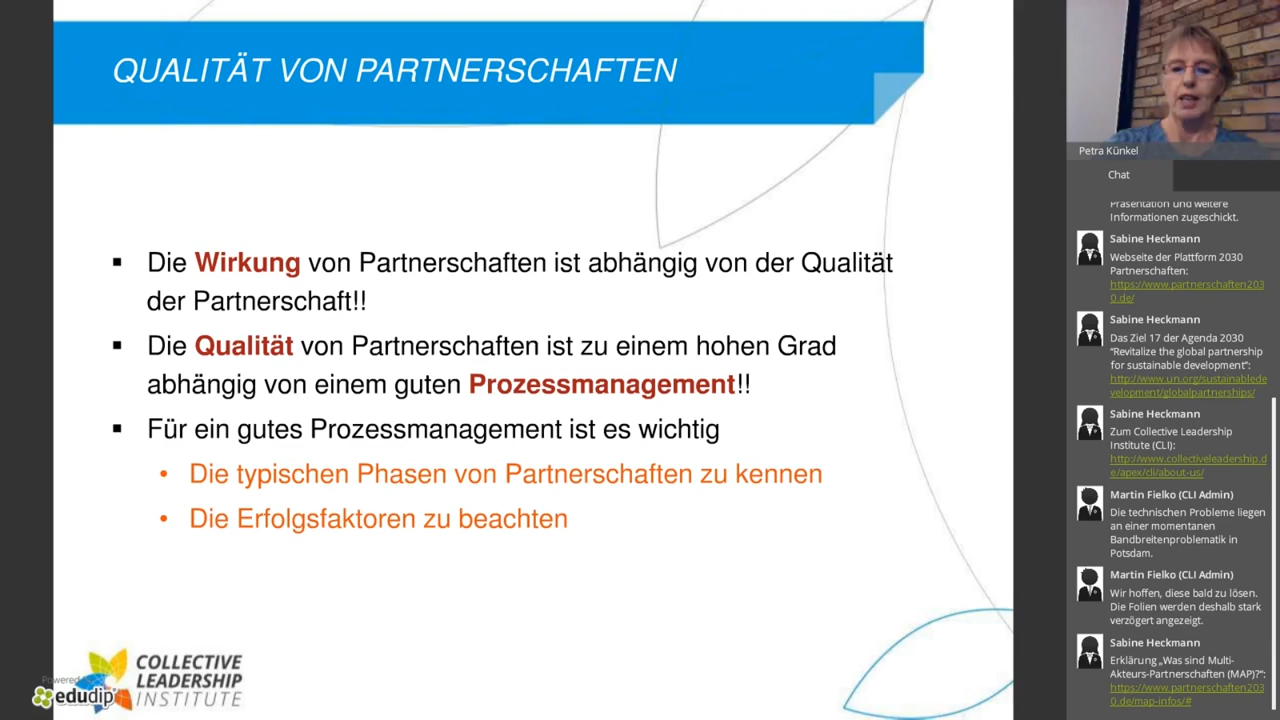 QUALITÄT VON PARTNERSCHAFTEN
Die Wirkung von Partnerschaften ist abhängig von der Qualität
der Partnerschaft!!
Die Qualität von Partnerschaften ist zu einem hohen Grad
abhängig von einem guten Prozessmanagement!!
Für ein gutes Prozessmanagement ist es wichtig
Die typischen Phasen von Partnerschaften zu kennen
Die Erfolgsfaktoren zu beachten
COLLECTIVE
LEADERSHIP
INSTITUTE
Powered
edudip
Petra Künkel
Chat
Präsentation und weitere
Informationen zugeschickt.
Sabine Heckmann
Webseite der Plattform 2030
Partnerschaften:
https://www.partnerschaften203
0.de/
Sabine Heckmann
Das Ziel 17 der Agenda 2030
"Revitalize the global partnership
for sustainable development":
http://www.un.org/sustainablede
velopment/globalpartnerships/
Sabine Heckmann
Zum Collective Leadership
Institute (CLI):
http://www.collectiveleadership.d
e/apex/cli/about-us/
Martin Fielko (CLI Admin)
Die technischen Probleme liegen
an einer momentanen
Bandbreitenproblematik in
Potsdam.
Martin Fielko (CLI Admin)
Wir hoffen, diese bald zu lösen.
Die Folien werden deshalb stark
verzögert angezeigt.
Sabine Heckmann
Erklärung „Was sind Multi-
Akteurs-Partnerschaften (MAP)?":
https://www.partnerschaften203
0.de/map-infos/#